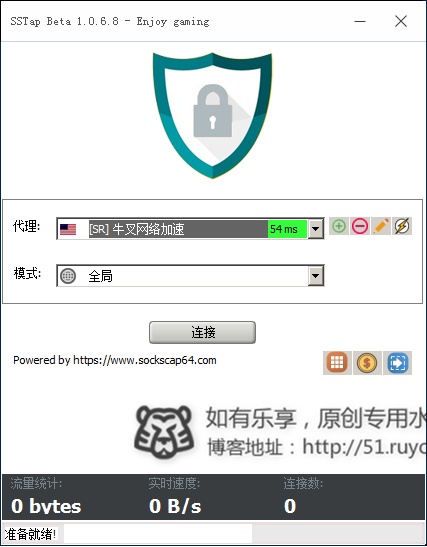 SSTap Beta 1.0.6.8 - Enjoy gaming
代理:
[SR] 牛叉网络加速
54 ms
模式:
全局
连接
Powered by https://www.sockscap64.com
如有乐享，原创专用水
博客地址：http://51.ruyo
流量统计:
实时速度:
连接数:
0 bytes
0 B/s
0
准备就绪!